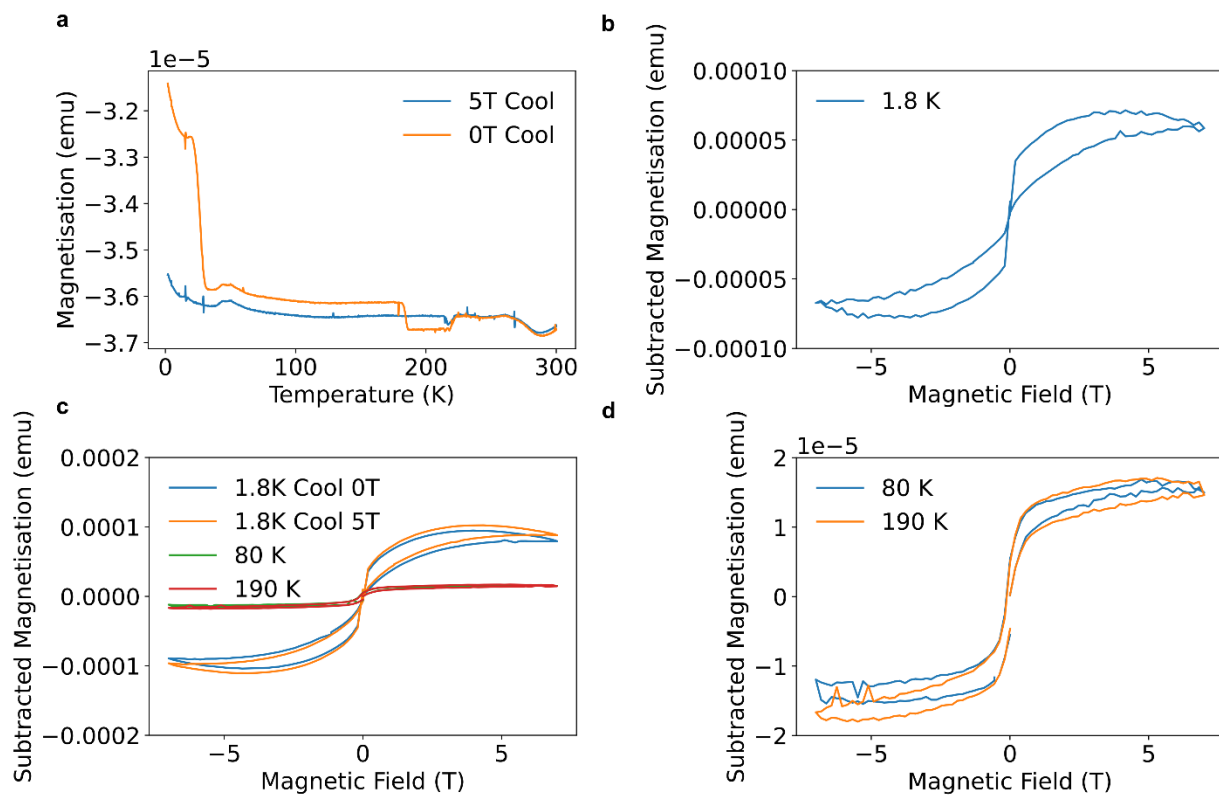 a
1e−5
5T Cool
0T Cool
−3.2
−3.3
−3.4
−3.5
−3.6
−3.7
Magnetisation (emu)
0
100
200
300
Temperature (K)
b
1.8 K
0.00010
0.00005
0.00000
−0.00005
−0.00010
Subtracted Magnetisation (emu)
−5
0
5
Magnetic Field (T)
c
1.8K Cool 0T
1.8K Cool 5T
80 K
190 K
0.0002
0.0001
0.0000
−0.0001
−0.0002
Subtracted Magnetisation (emu)
−5
0
5
Magnetic Field (T)
d
1e−5
80 K
190 K
2
1
0
−1
−2
Subtracted Magnetisation (emu)
−5
0
5
Magnetic Field (T)